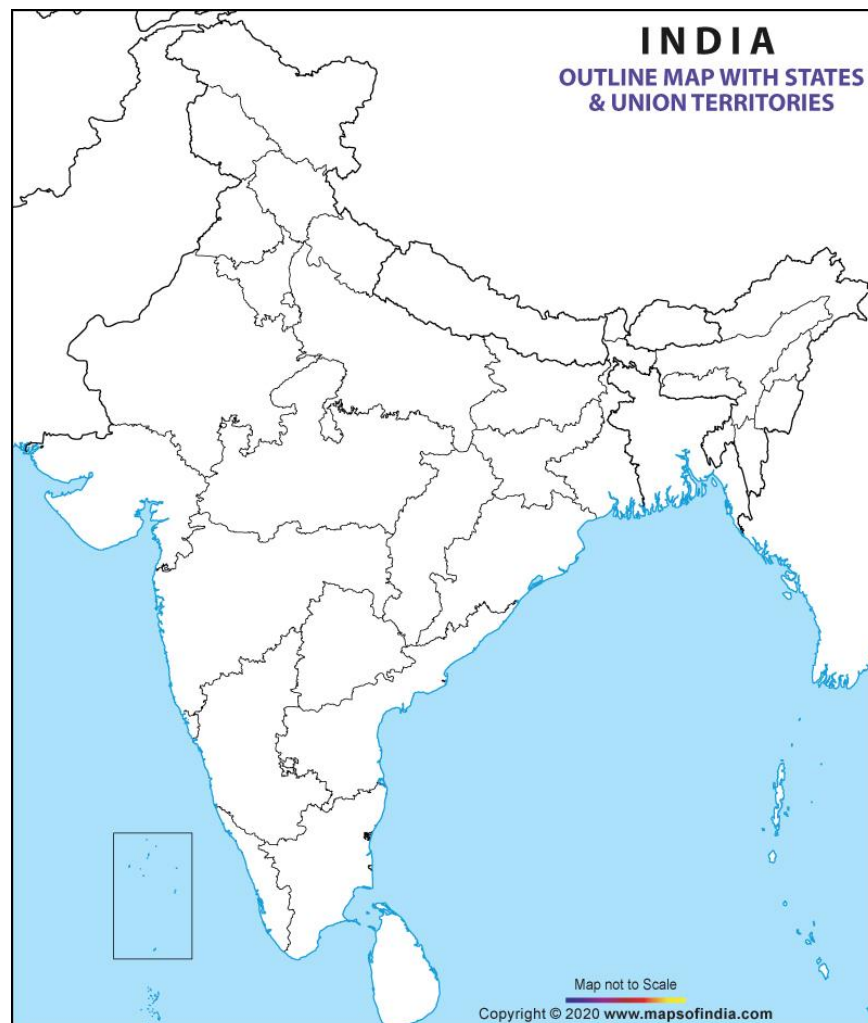 INDIA
OUTLINE MAP WITH STATES
& UNION TERRITORIES
Map not to Scale
Copyright © 2020 www.mapsofindia.com